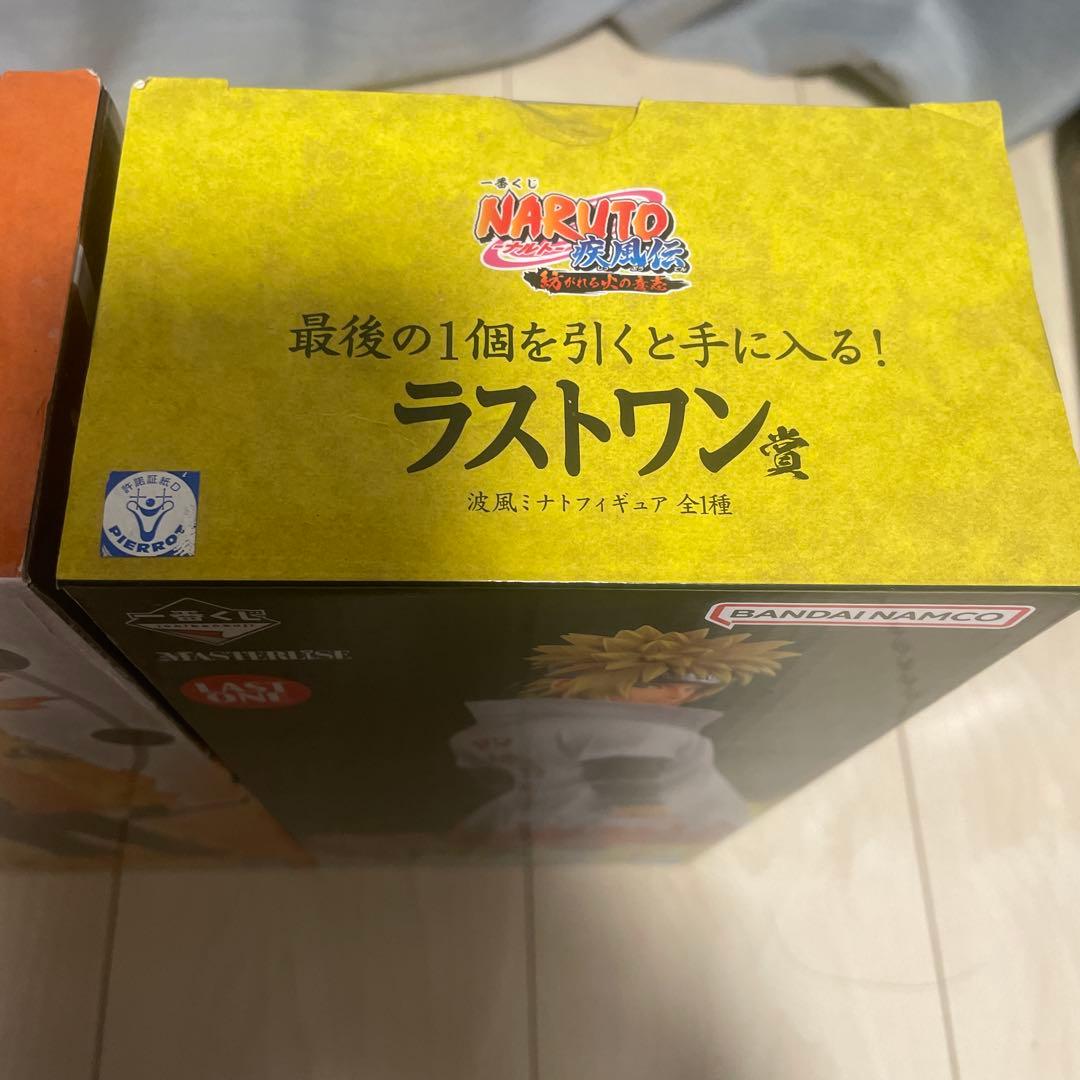 一番くじ
NARUTO
ーナルトー
疾風伝
紡がれる火の意志
最後の1個を引くと手に入る!
ラストワン賞
波風ミナトフィギュア 全1種
許諾証紙D
PIERROT
一番くじ
ichibankuji
BANDAI NAMCO
MASTERLISE
LAST ONE